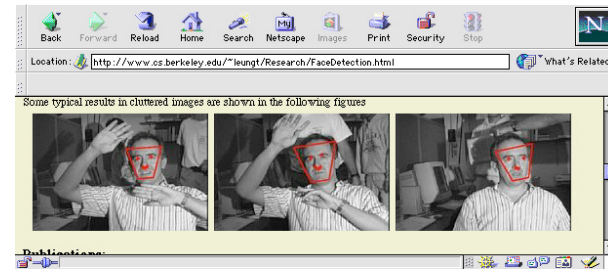 Back Forward Reload Home Search Netscape Images Print Security Stop N
Location: http://www.cs.berkeley.edu/~leungt/Research/FaceDetection.html What's Related
Some typical results in cluttered images are shown in the following figures
Publications: